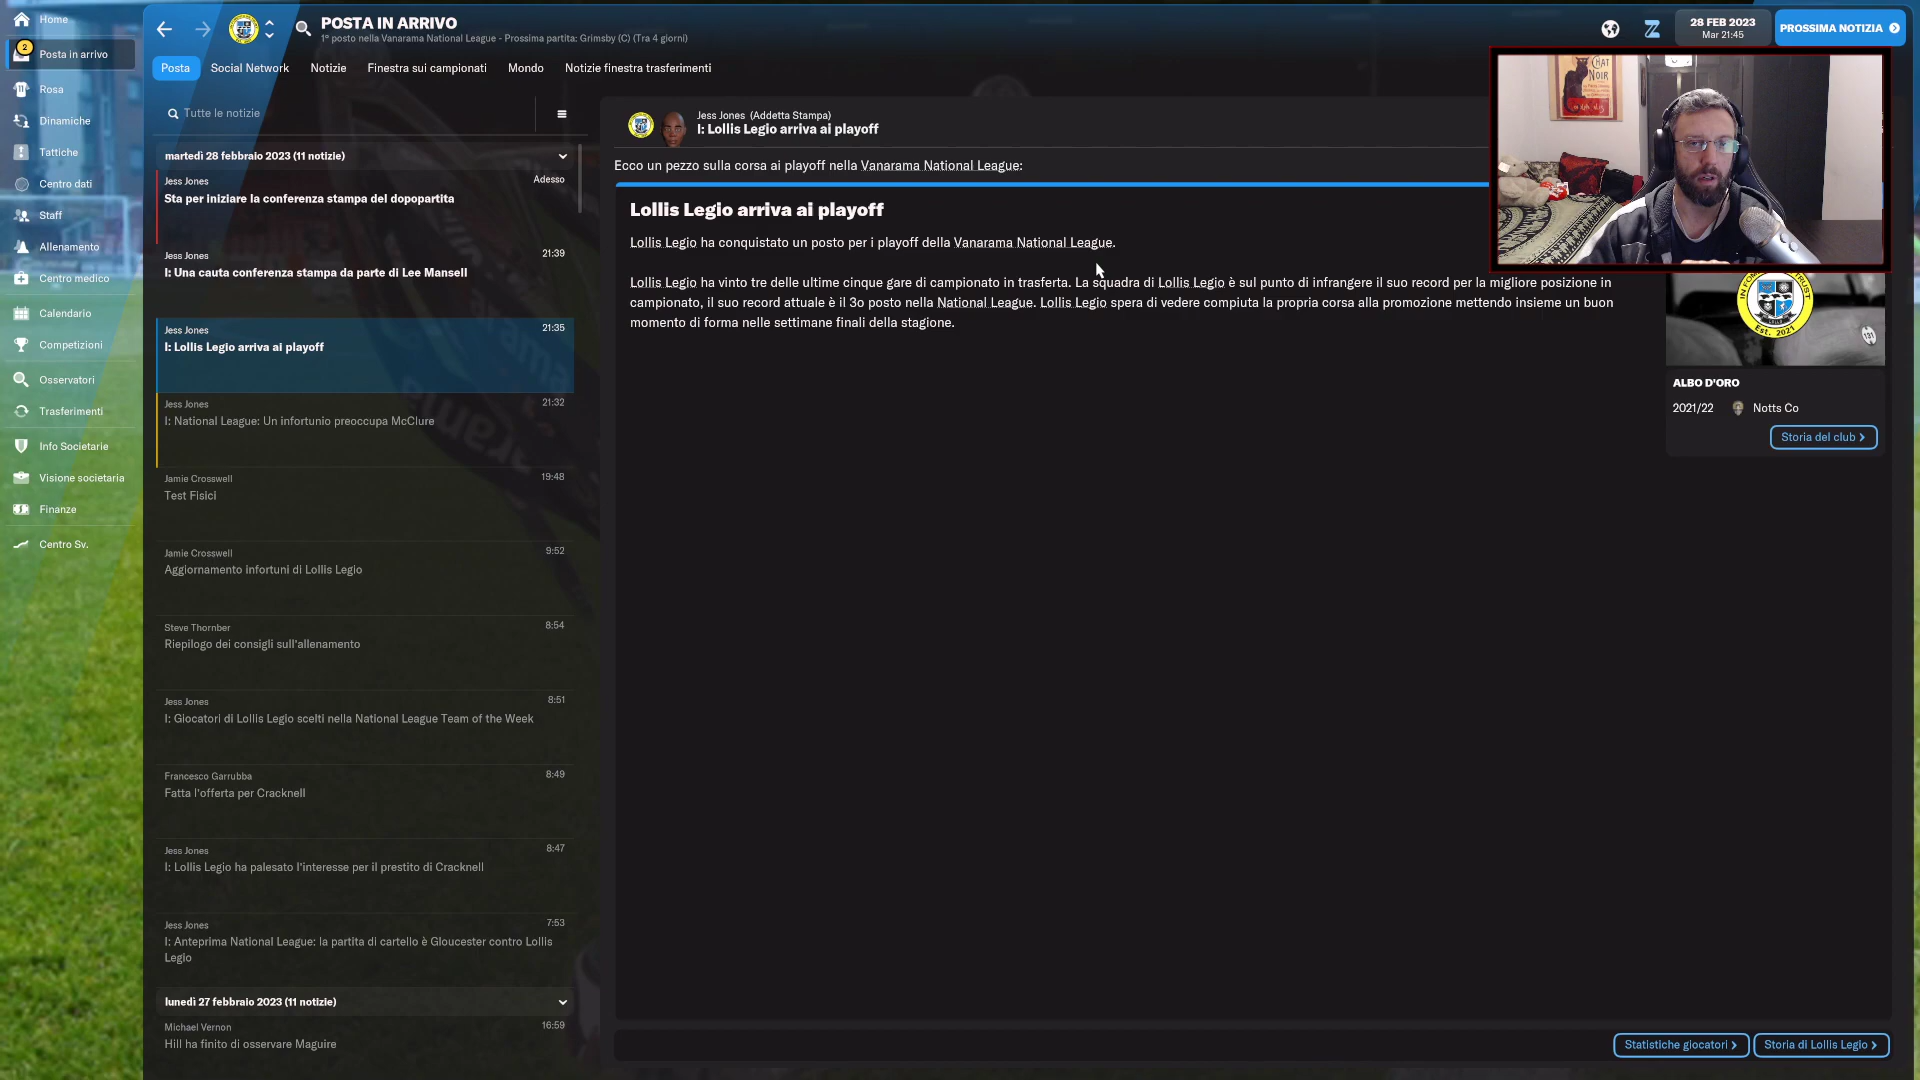 Home
2
Posta in arrivo
Rosa
Dinamiche
Tattiche
Centro dati
Staff
Allenamento
Centro medico
Calendario
Competizioni
Osservatori
Trasferimenti
Info Societarie
Visione societaria
Finanze
Centro Sv.
POSTA IN ARRIVO
1° posto nella Vanarama National League - Prossima partita: Grimsby (C) (Tra 4 giorni)
28 FEB 2023
Mar 21:45
PROSSIMA NOTIZIA
Posta
Social Network
Notizie
Finestra sui campionati
Mondo
Notizie finestra trasferimenti
Tutte le notizie
martedì 28 febbraio 2023 (11 notizie)
Jess Jones
Adesso
Sta per iniziare la conferenza stampa del dopopartita
Jess Jones
21:39
I: Una cauta conferenza stampa da parte di Lee Mansell
Jess Jones
21:35
I: Lollis Legio arriva ai playoff
Jess Jones
21:32
I: National League: Un infortunio preoccupa McClure
Jamie Crosswell
19:48
Test Fisici
Jamie Crosswell
9:52
Aggiornamento infortuni di Lollis Legio
Steve Thornber
8:54
Riepilogo dei consigli sull'allenamento
Jess Jones
8:51
I: Giocatori di Lollis Legio scelti nella National League Team of the Week
Francesco Garrubba
8:49
Fatta l'offerta per Cracknell
Jess Jones
8:47
I: Lollis Legio ha palesato l'interesse per il prestito di Cracknell
Jess Jones
7:53
I: Anteprima National League: la partita di cartello è Gloucester contro Lollis
Legio
lunedì 27 febbraio 2023 (11 notizie)
Michael Vernon
16:59
Hill ha finito di osservare Maguire
Jess Jones (Addetta Stampa)
I: Lollis Legio arriva ai playoff
Ecco un pezzo sulla corsa ai playoff nella Vanarama National League:
Lollis Legio arriva ai playoff
Lollis Legio ha conquistato un posto per i playoff della Vanarama National League.
Lollis Legio ha vinto tre delle ultime cinque gare di campionato in trasferta. La squadra di Lollis Legio è sul punto di infrangere il suo record per la migliore posizione in
campionato, il suo record attuale è il 3o posto nella National League. Lollis Legio spera di vedere compiuta la propria corsa alla promozione mettendo insieme un buon
momento di forma nelle settimane finali della stagione.
CHAT
NOIR
TRUST
Est. 2021
ALBO D'ORO
2021/22
Notts Co
Storia del club
Statistiche giocatori
Storia di Lollis Legio